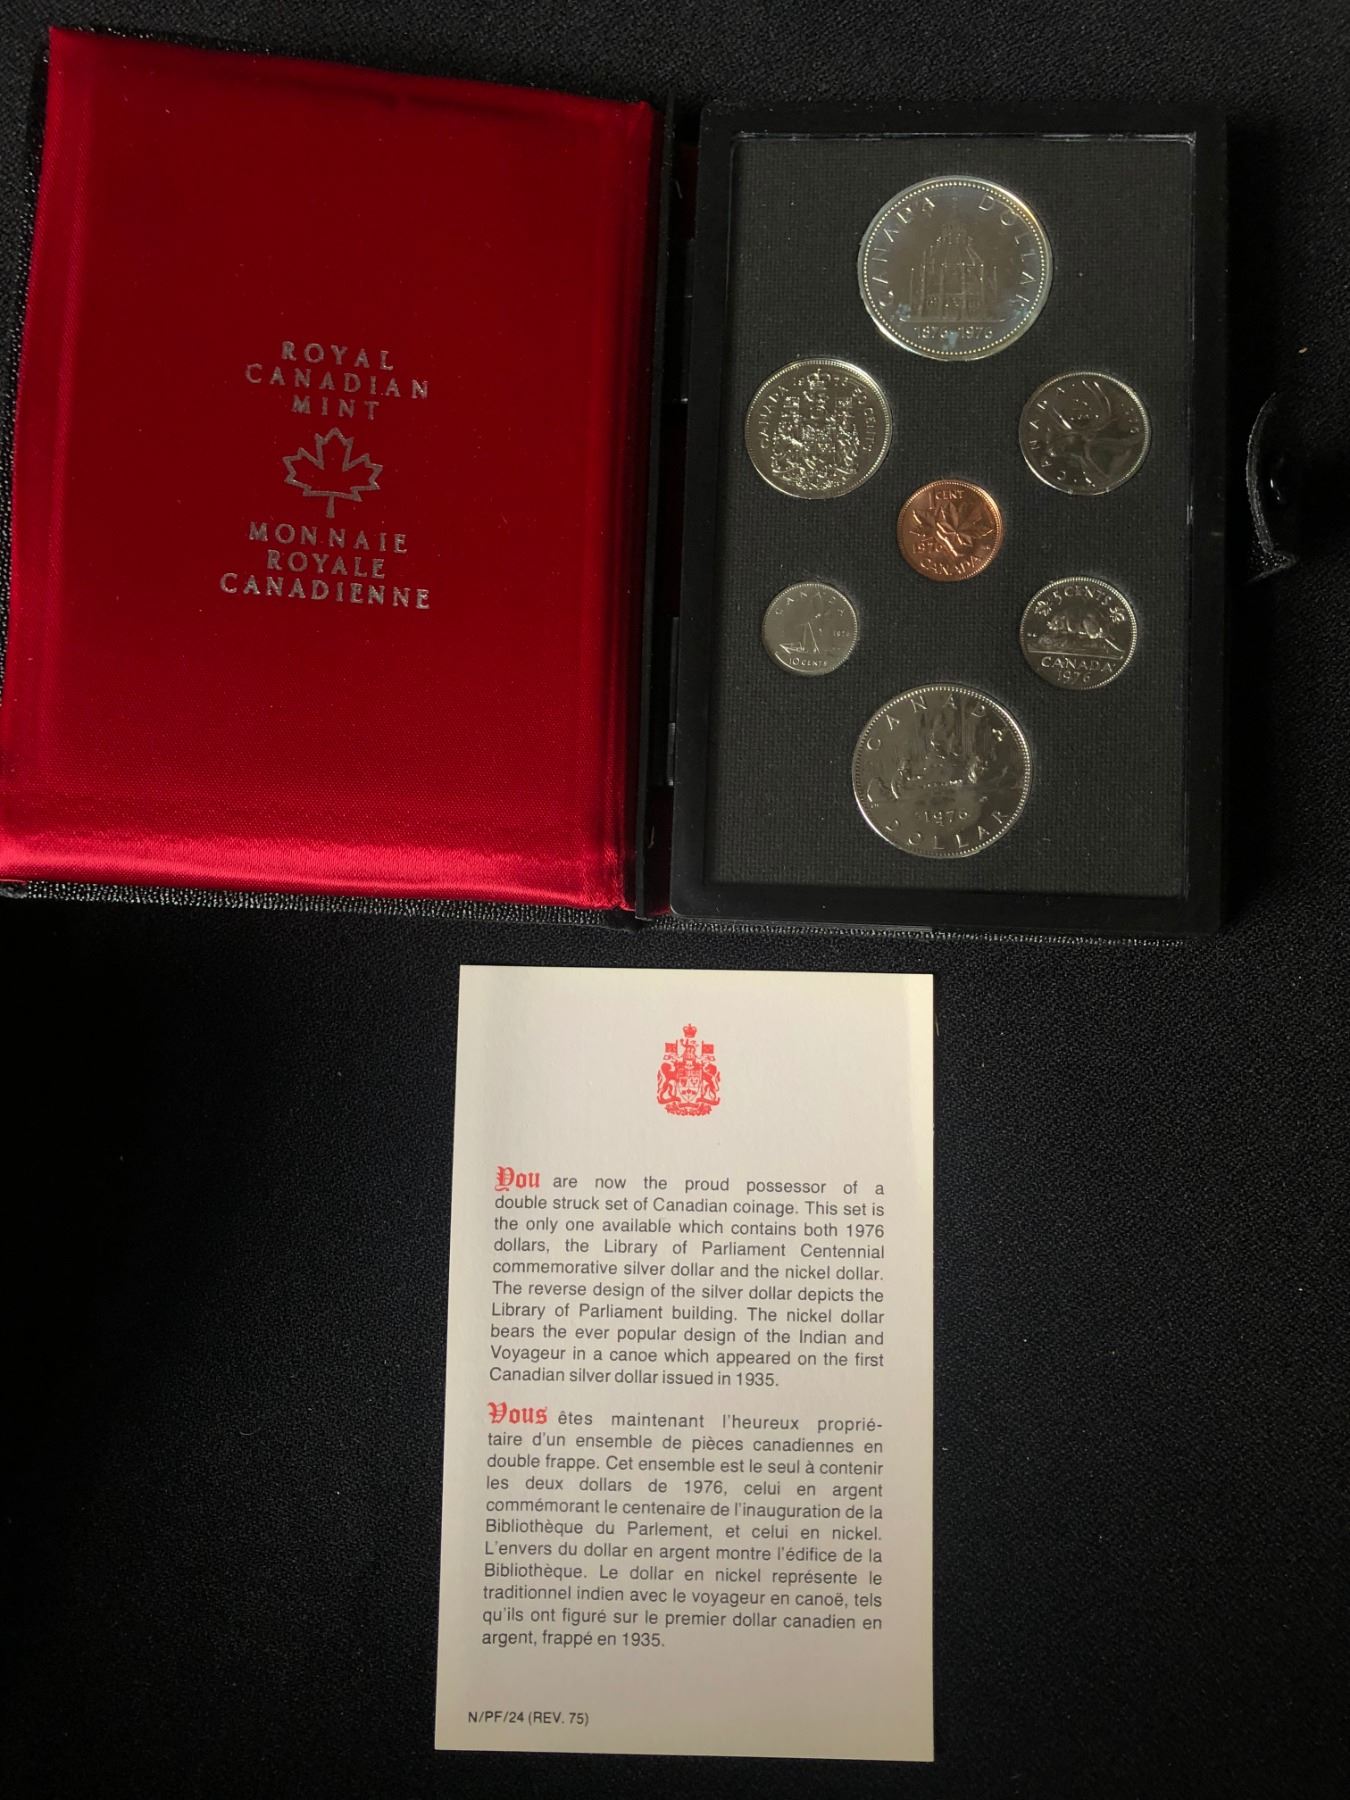 ROYAL
CANADIAN
MINT
MONNAIE
ROYALE
CANADIENNE
CANADA DOLLAR
1876-1976
CANADA 1976 50 CENTS
CANADA
1 CENT
1976
CANADA
CANADA
1976
10 CENTS
5 CENTS
CANADA
1976
CANADA
1976
DOLLAR
You are now the proud possessor of a
double struck set of Canadian coinage. This set is
the only one available which contains both 1976
dollars, the Library of Parliament Centennial
commemorative silver dollar and the nickel dollar.
The reverse design of the silver dollar depicts the
Library of Parliament building. The nickel dollar
bears the ever popular design of the Indian and
Voyageur in a canoe which appeared on the first
Canadian silver dollar issued in 1935.
Vous êtes maintenant l'heureux proprié-
taire d'un ensemble de pièces canadiennes en
double frappe. Cet ensemble est le seul à contenir
les deux dollars de 1976, celui en argent
commémorant le centenaire de l'inauguration de la
Bibliothèque du Parlement, et celui en nickel.
L'envers du dollar en argent montre l'édifice de la
Bibliothèque. Le dollar en nickel représente le
traditionnel indien avec le voyageur en canoë, tels
qu'ils ont figuré sur le premier dollar canadien en
argent, frappé en 1935.
N/PF/24 (REV. 75)